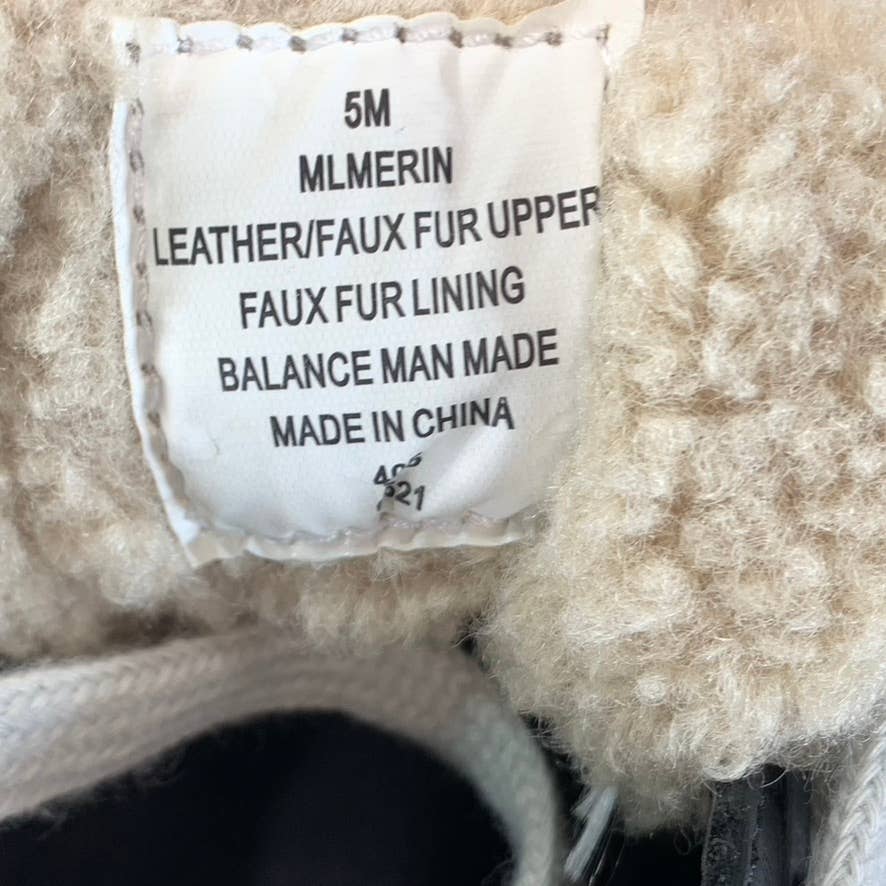 5M
MLMERIN
LEATHER/FAUX FUR UPPER
FAUX FUR LINING
BALANCE MAN MADE
MADE IN CHINA